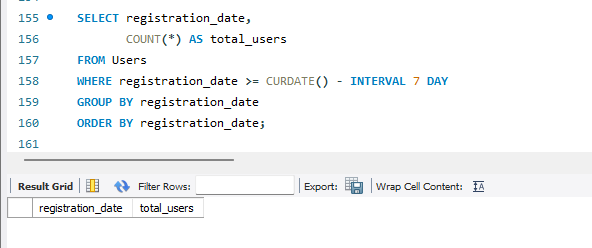 155 SELECT registration_date,
156 COUNT(*) AS total_users
157 FROM Users
158 WHERE registration_date >= CURDATE() - INTERVAL 7 DAY
159 GROUP BY registration_date
160 ORDER BY registration_date;
161
Result Grid Filter Rows: Export: Wrap Cell Content:
registration_date total_users